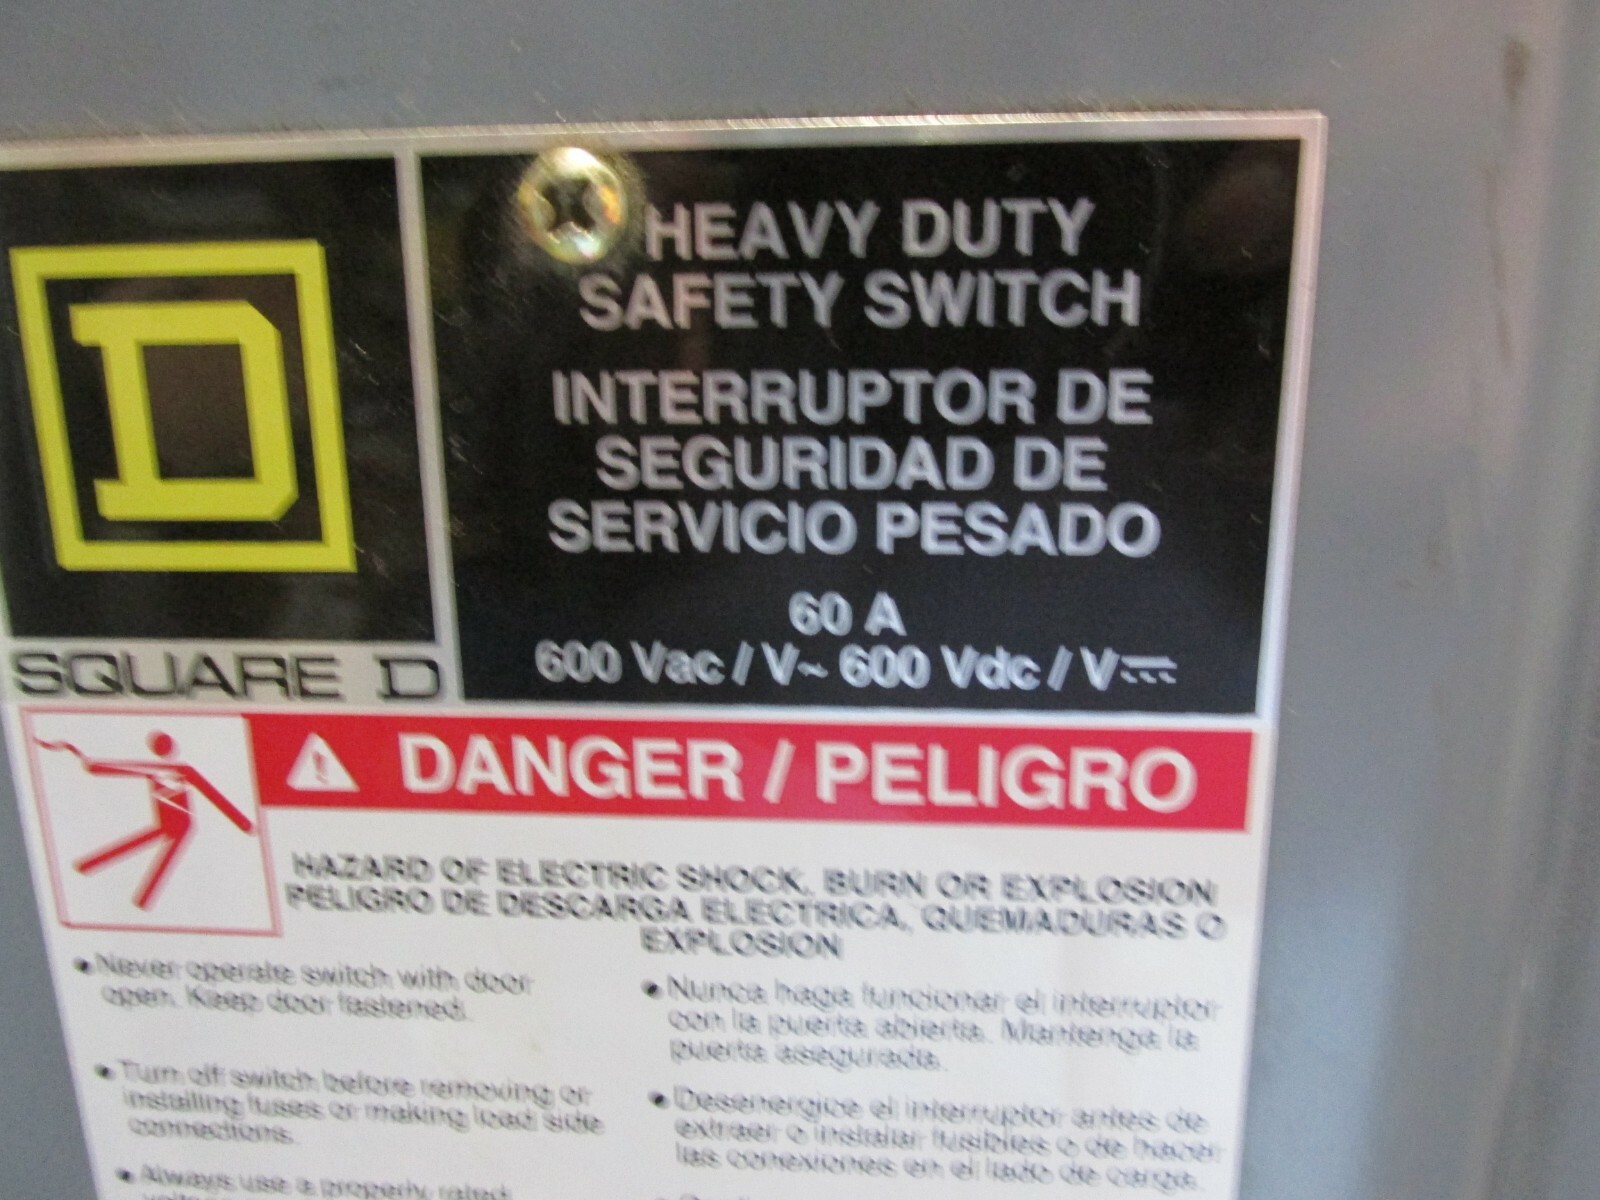 HEAVY DUTY
SAFETY SWITCH
INTERRUPTOR DE
SEGURIDAD DE
SERVICIO PESADO
60 A
600 Vac / V~ 600 Vdc / V⎓
D
SQUARE D
⚠ DANGER / PELIGRO
HAZARD OF ELECTRIC SHOCK, BURN OR EXPLOSION
PELIGRO DE DESCARGA ELECTRICA, QUEMADURAS O
EXPLOSION
• Never operate switch with door
open. Keep door fastened.
• Turn off switch before removing or
installing fuses or making load side
connections.
• Always use a properly rated
• Nunca haga funcionar el interruptor
con la puerta abierta. Mantenga la
puerta asegurada.
• Desenergice el interruptor antes de
extraer o instalar fusibles o de hacer
las conexiones en el lado de carga.